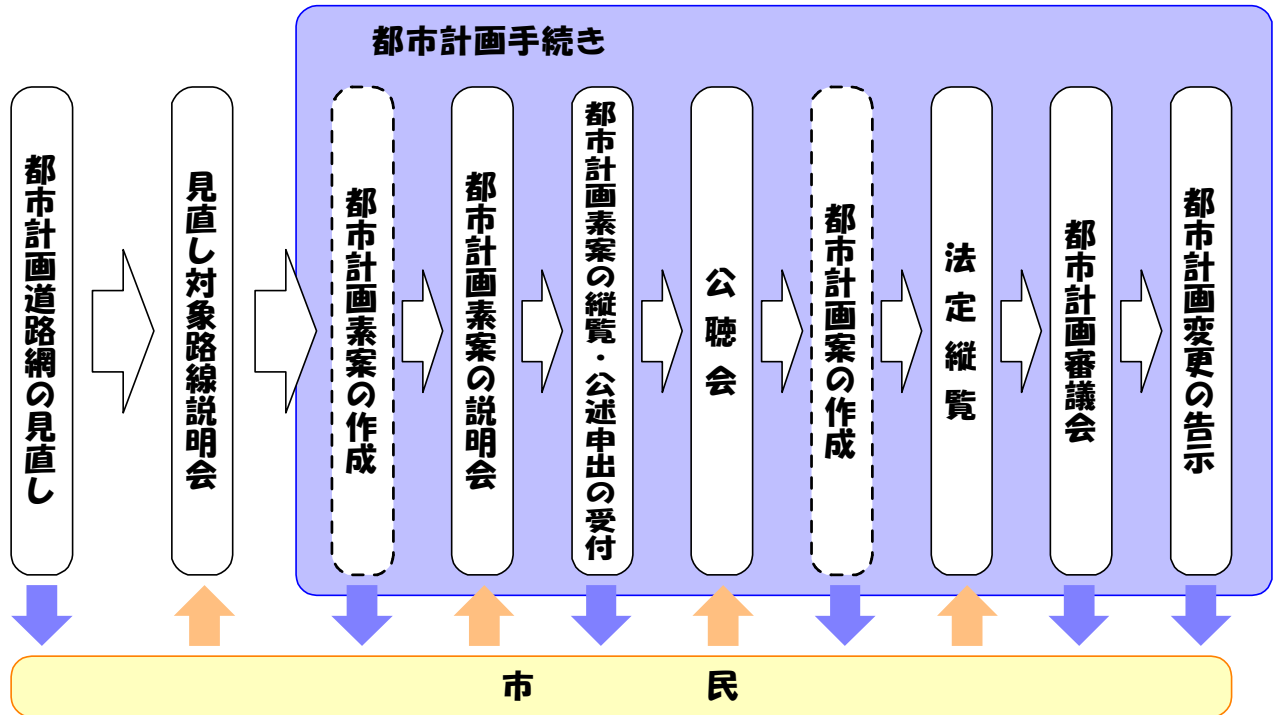 都市計画手続き
都市計画道路網の見直し
見直し対象路線説明会
都市計画素案の作成
都市計画素案の説明会
都市計画素案の縦覧・公述申出の受付
公聴会
都市計画案の作成
法定縦覧
都市計画審議会
都市計画変更の告示
市民